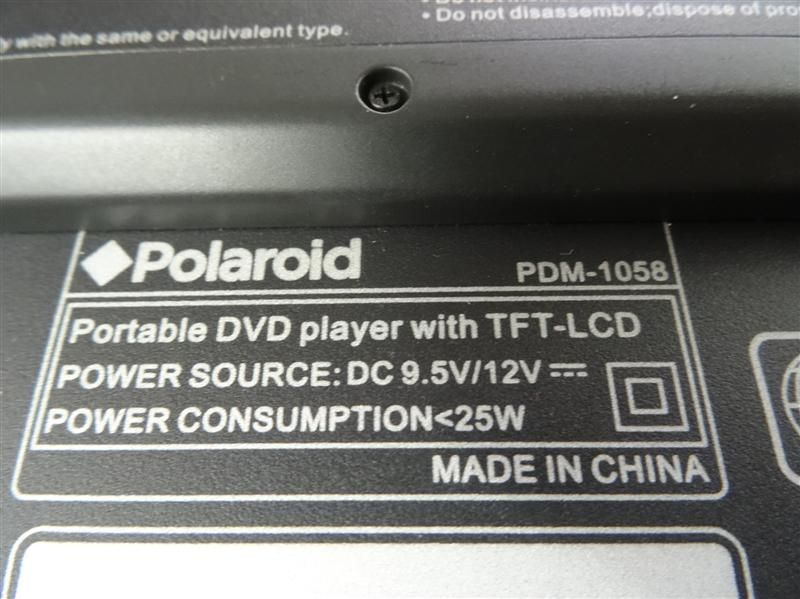 • Do not disassemble;dispose of pro
with the same or equivalent type.
Polaroid
PDM-1058
Portable DVD player with TFT-LCD
POWER SOURCE: DC 9.5V/12V
POWER CONSUMPTION<25W
MADE IN CHINA